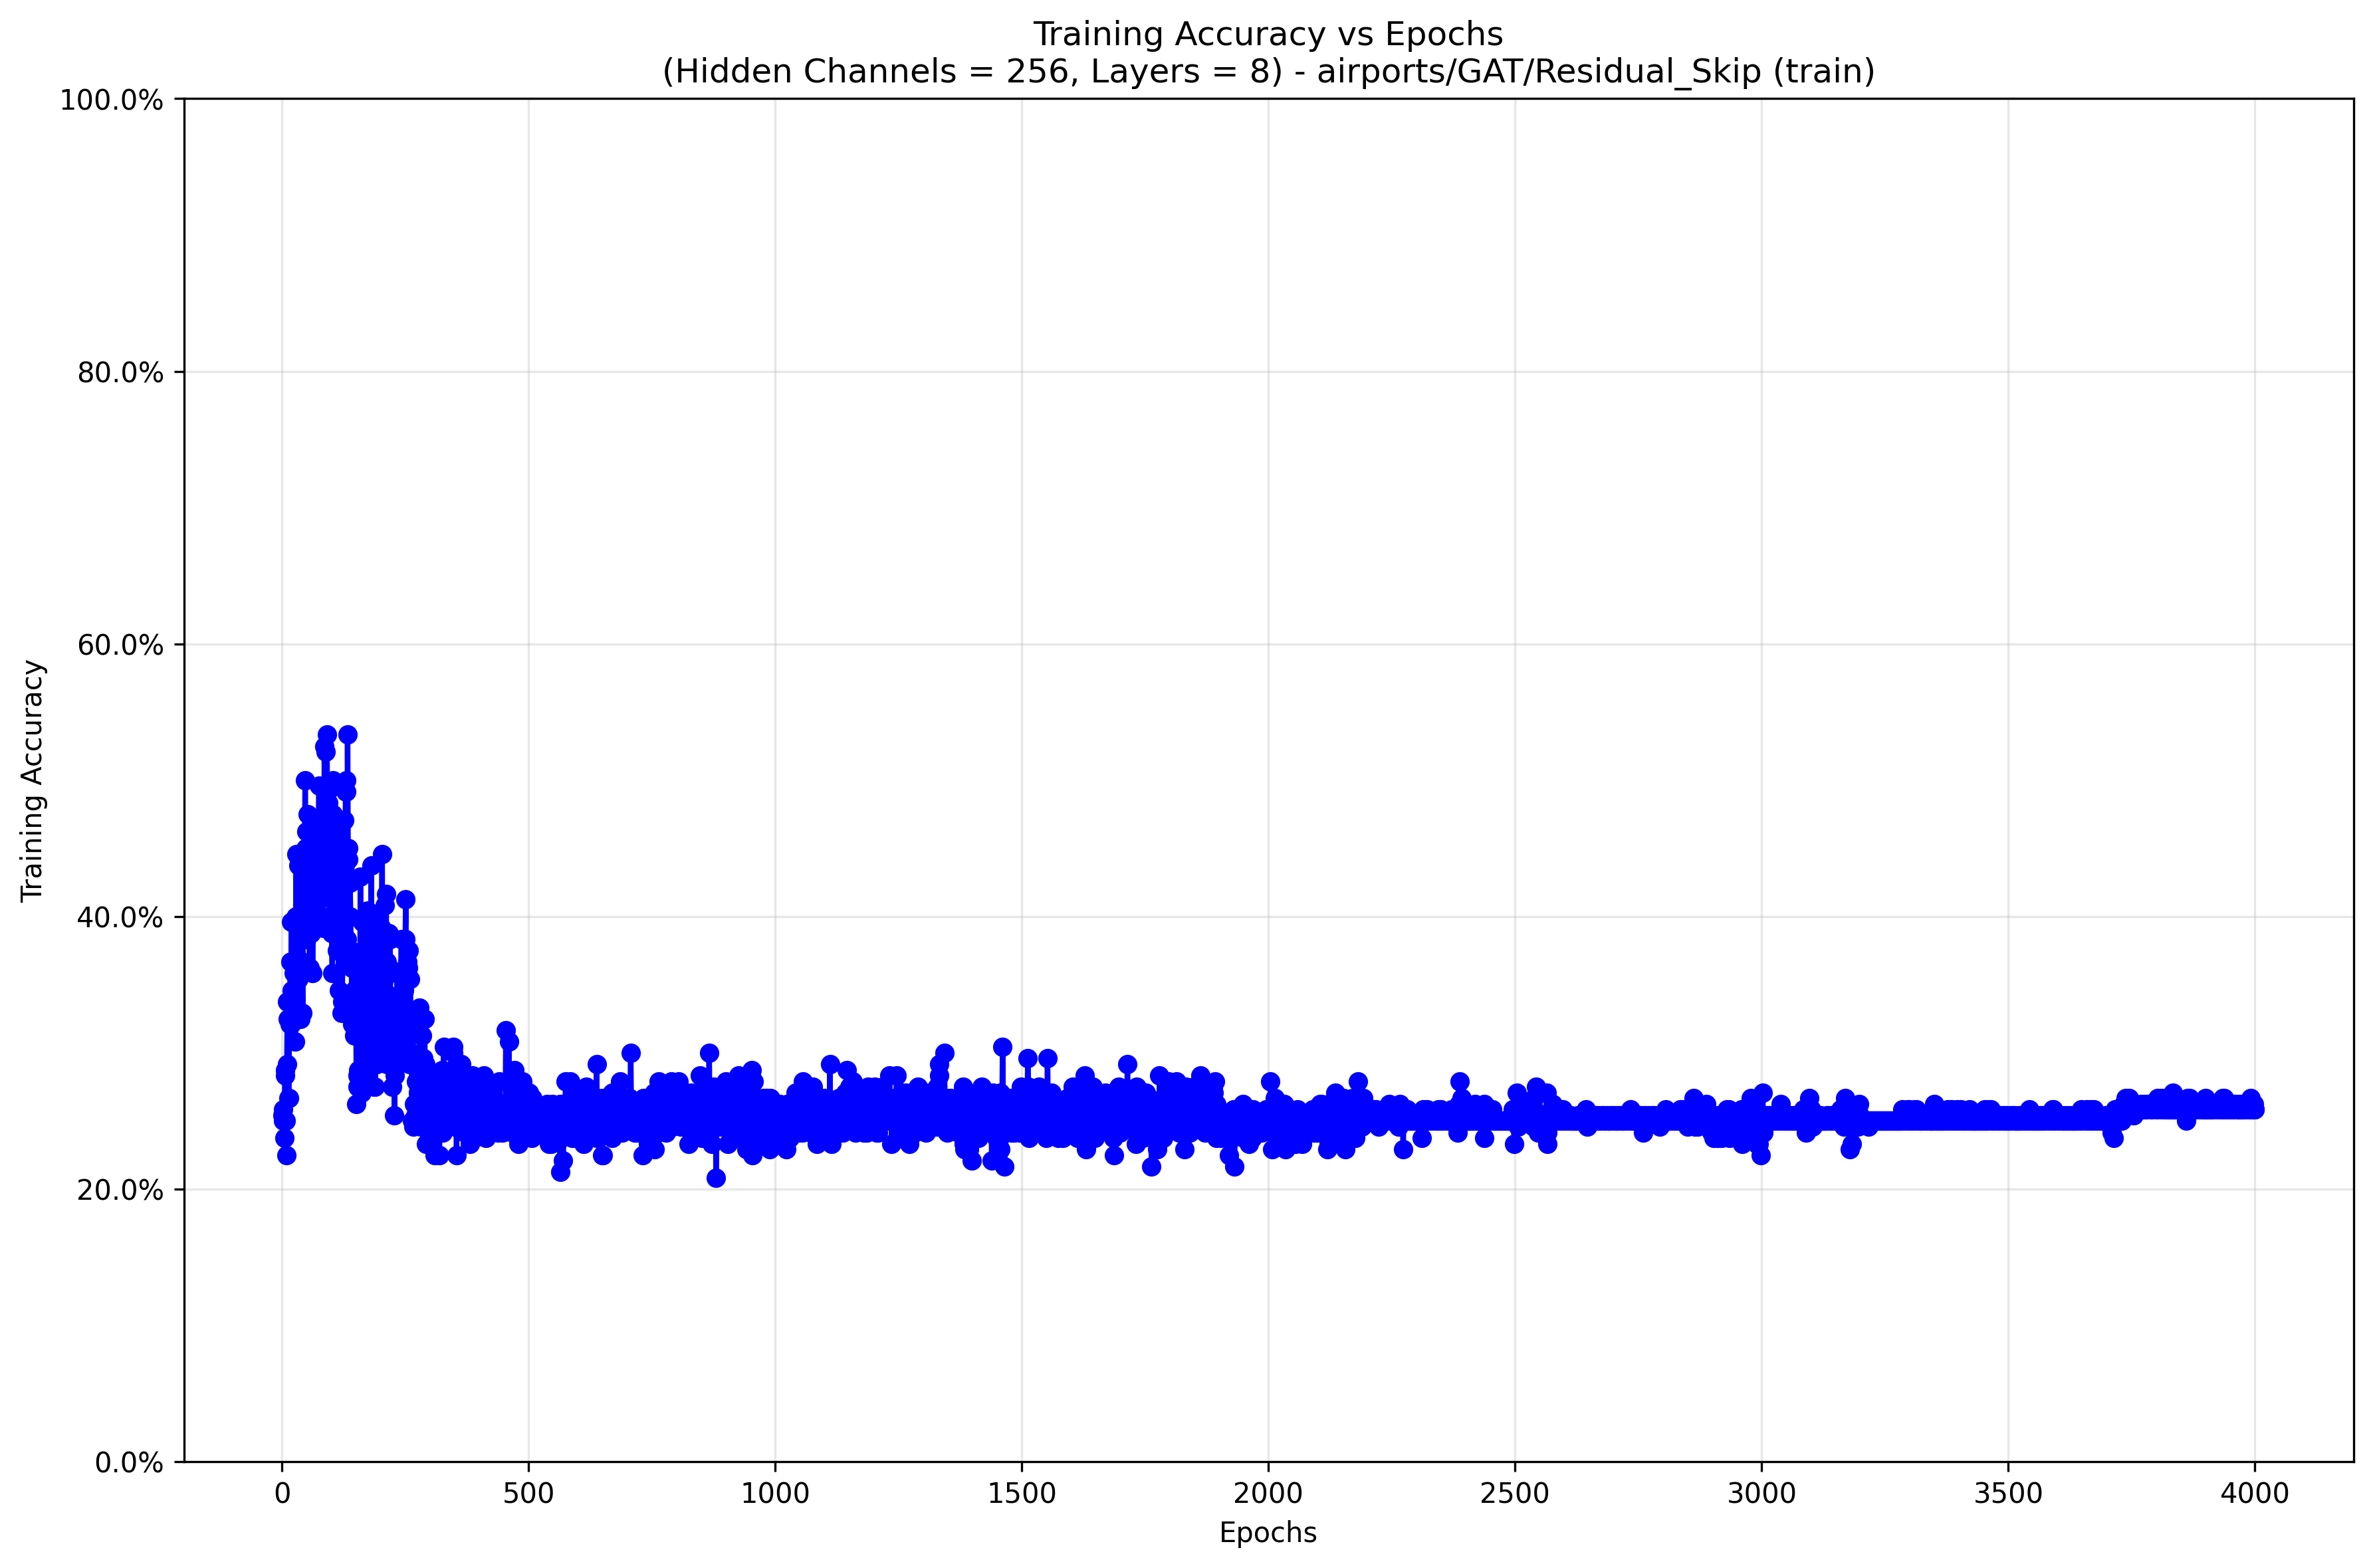 Training Accuracy vs Epochs
(Hidden Channels = 256, Layers = 8) - airports/GAT/Residual_Skip (train)
100.0%
80.0%
60.0%
40.0%
20.0%
0.0%
Training Accuracy
0 500 1000 1500 2000 2500 3000 3500 4000
Epochs